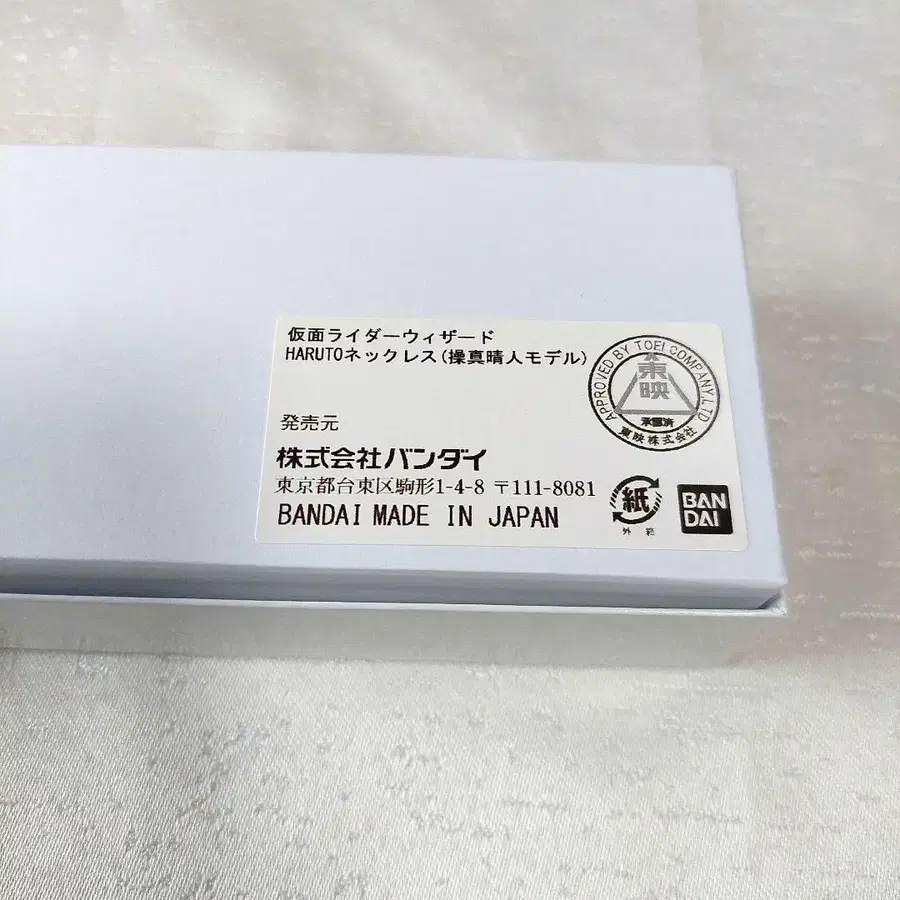 仮面ライダーウィザード
HARUTOネックレス(操真晴人モデル)
APPROVED BY TOEI COMPANY,LTD
東映
承認済
東映株式会社
発売元
株式会社バンダイ
東京都台東区駒形1-4-8 〒111-8081
BANDAI MADE IN JAPAN
紙
外箱
BAN
DAI